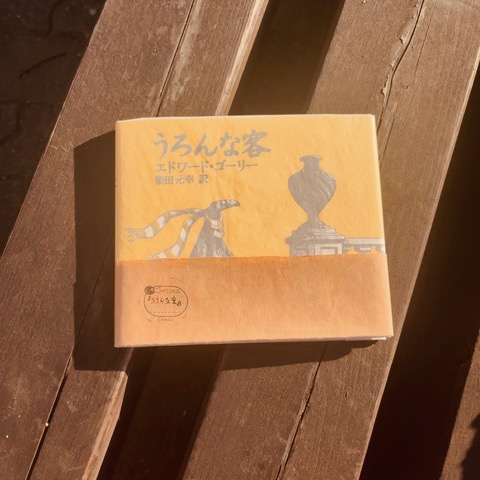 うろんな客
エドワード・ゴーリー
柴田元幸 訳